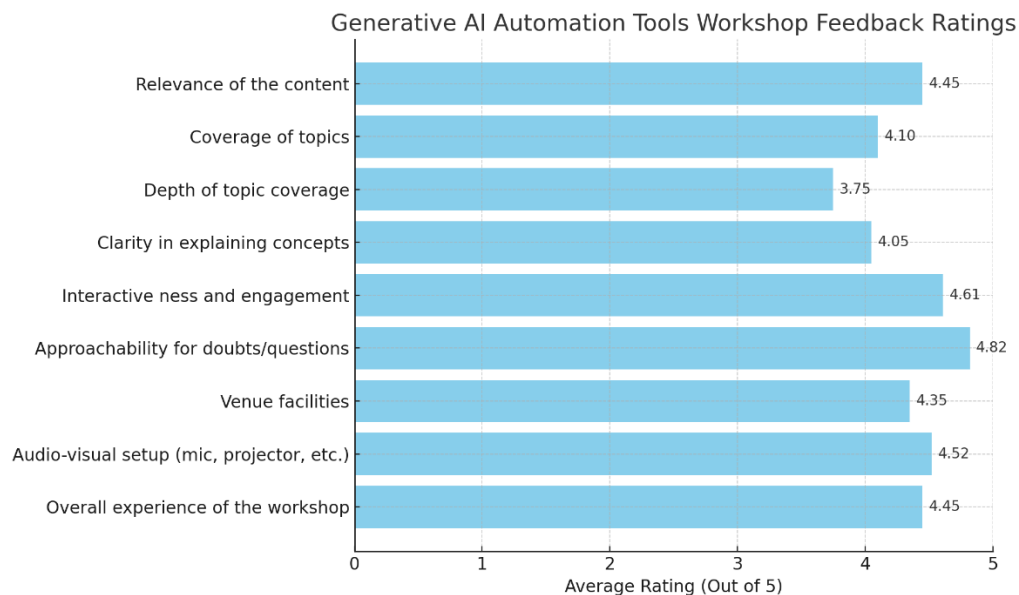 Generative AI Automation Tools Workshop Feedback Ratings
Relevance of the content 4.45
Coverage of topics 4.10
Depth of topic coverage 3.75
Clarity in explaining concepts 4.05
Interactive ness and engagement 4.61
Approachability for doubts/questions 4.82
Venue facilities 4.35
Audio-visual setup (mic, projector, etc.) 4.52
Overall experience of the workshop 4.45
0 1 2 3 4 5
Average Rating (Out of 5)